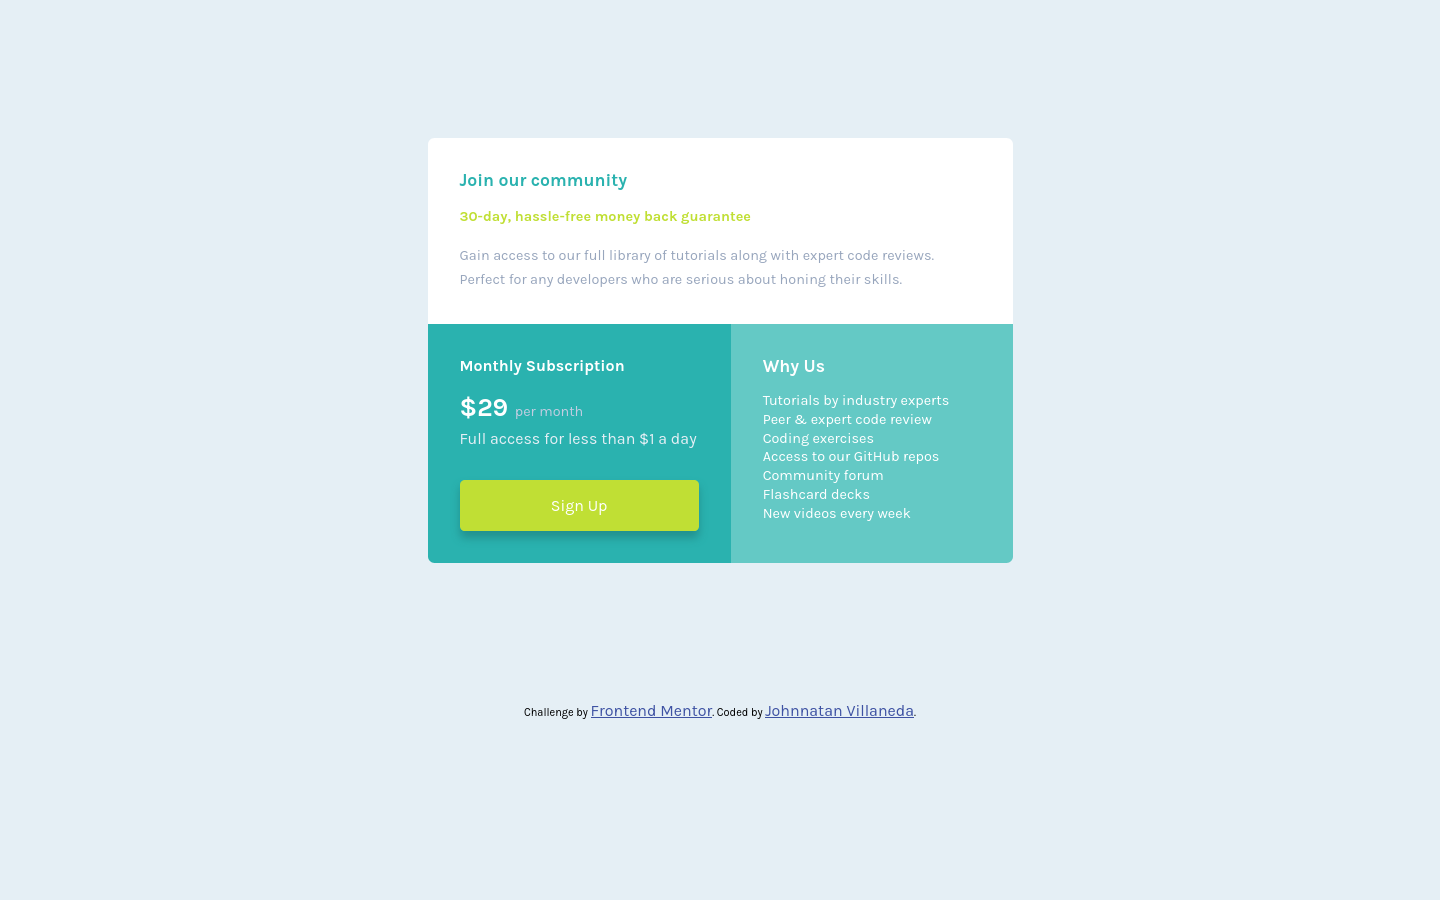 Join our community
30-day, hassle-free money back guarantee
Gain access to our full library of tutorials along with expert code reviews.
Perfect for any developers who are serious about honing their skills.
Monthly Subscription
$29 per month
Full access for less than $1 a day
Sign Up
Why Us
Tutorials by industry experts
Peer & expert code review
Coding exercises
Access to our GitHub repos
Community forum
Flashcard decks
New videos every week
Challenge by Frontend Mentor. Coded by Johnnatan Villaneda.